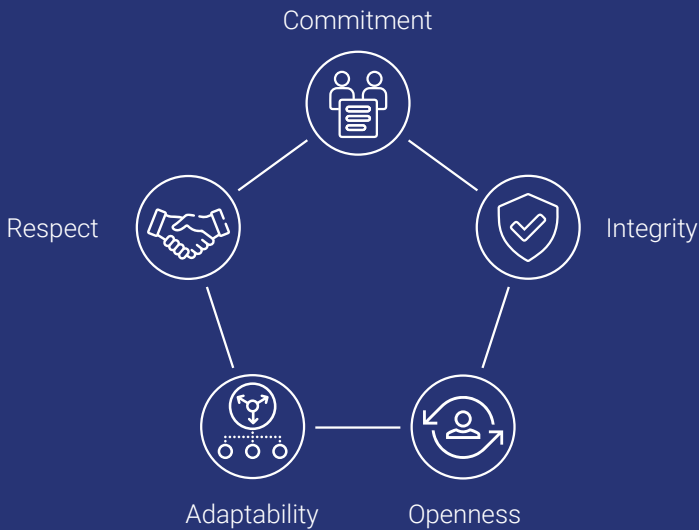 Commitment
Respect
Integrity
Adaptability
Openness